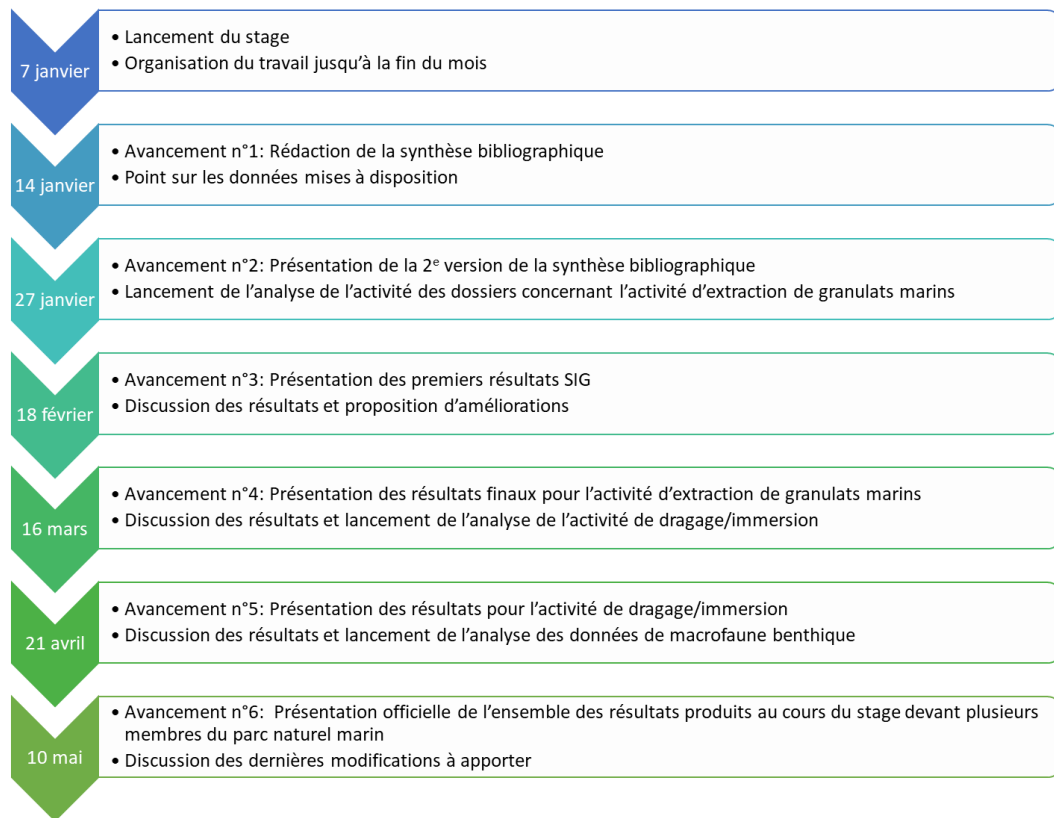 7 janvier
• Lancement du stage
• Organisation du travail jusqu'à la fin du mois
14 janvier
• Avancement n°1: Rédaction de la synthèse bibliographique
• Point sur les données mises à disposition
27 janvier
• Avancement n°2: Présentation de la 2e version de la synthèse bibliographique
• Lancement de l'analyse de l'activité des dossiers concernant l'activité d'extraction de granulats marins
18 février
• Avancement n°3: Présentation des premiers résultats SIG
• Discussion des résultats et proposition d'améliorations
16 mars
• Avancement n°4: Présentation des résultats finaux pour l'activité d'extraction de granulats marins
• Discussion des résultats et lancement de l'analyse de l'activité de dragage/immersion
21 avril
• Avancement n°5: Présentation des résultats pour l'activité de dragage/immersion
• Discussion des résultats et lancement de l'analyse des données de macrofaune benthique
10 mai
• Avancement n°6: Présentation officielle de l'ensemble des résultats produits au cours du stage devant plusieurs
membres du parc naturel marin
• Discussion des dernières modifications à apporter